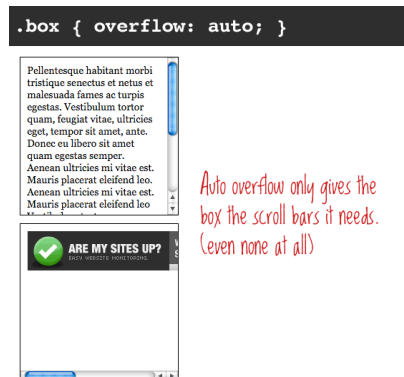 .box { overflow: auto; }
Pellentesque habitant morbi
tristique senectus et netus et
malesuada fames ac turpis
egestas. Vestibulum tortor
quam, feugiat vitae, ultricies
eget, tempor sit amet, ante.
Donec eu libero sit amet
quam egestas semper.
Aenean ultricies mi vitae est.
Mauris placerat eleifend leo.
Aenean ultricies mi vitae est.
Mauris placerat eleifend leo
Auto overflow only gives the
box the scroll bars it needs.
(even none at all)
ARE MY SITES UP?
EASY WEBSITE MONITORING